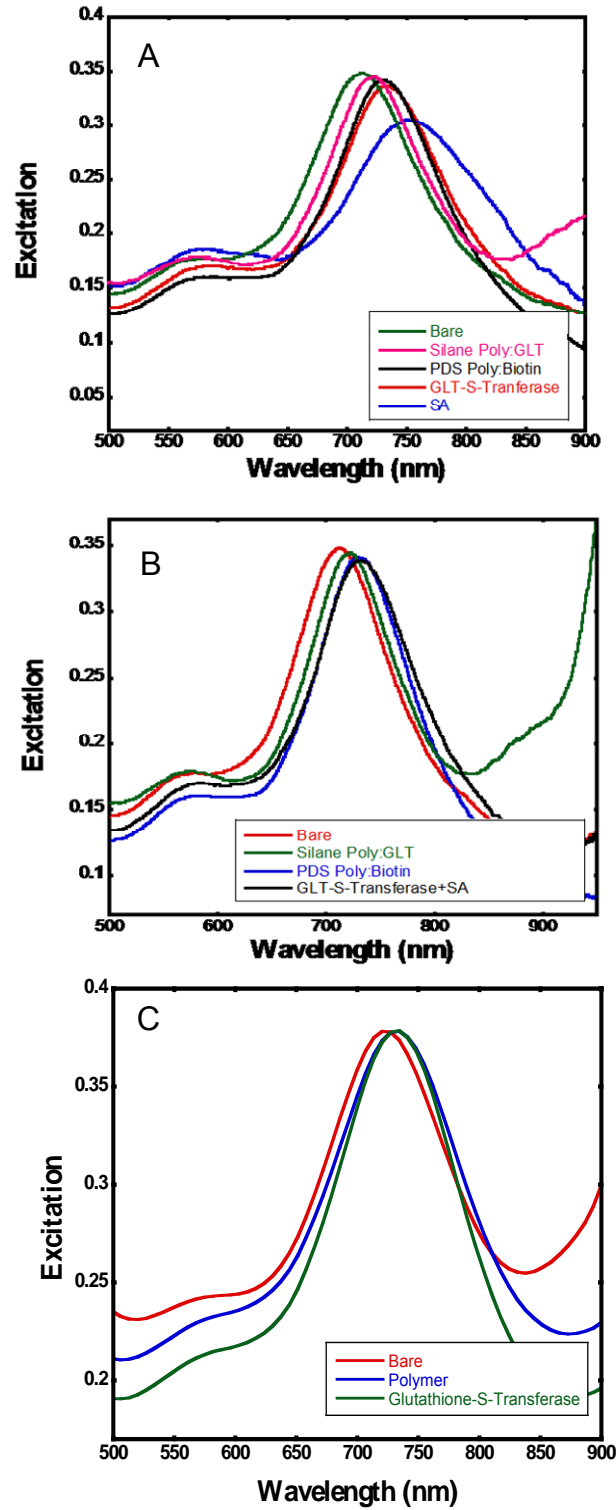 A
0.4
0.35
0.3
0.25
0.2
0.15
0.1
0.05
Excitation
Bare
Silane Poly:GLT
PDS Poly:Biotin
GLT-S-Tranferase
SA
500 550 600 650 700 750 800 850 900
Wavelength (nm)
B
0.35
0.3
0.25
0.2
0.15
0.1
Excitation
Bare
Silane Poly:GLT
PDS Poly:Biotin
GLT-S-Transferase+SA
500 600 700 800 900
Wavelength (nm)
C
0.4
0.35
0.3
0.25
0.2
Excitation
Bare
Polymer
Glutathione-S-Transferase
500 550 600 650 700 750 800 850 900
Wavelength (nm)